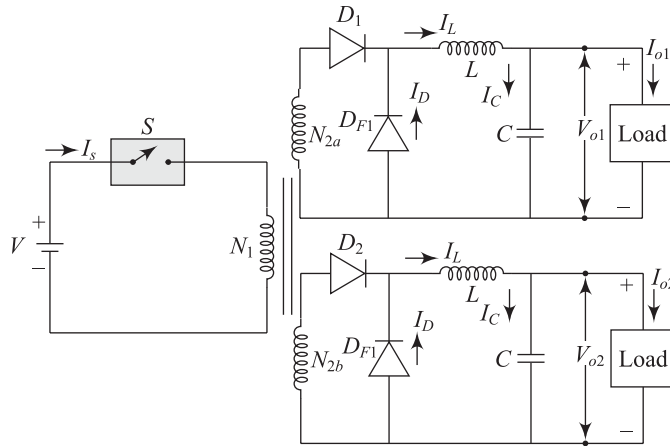 D1
IL
Io1
+
L
IC
ID
S
DF1
N2a
C
Vo1
Load
Is
−
+
V
−
N1
D2
IL
Io2
+
L
IC
ID
DF1
N2b
C
Vo2
Load
−